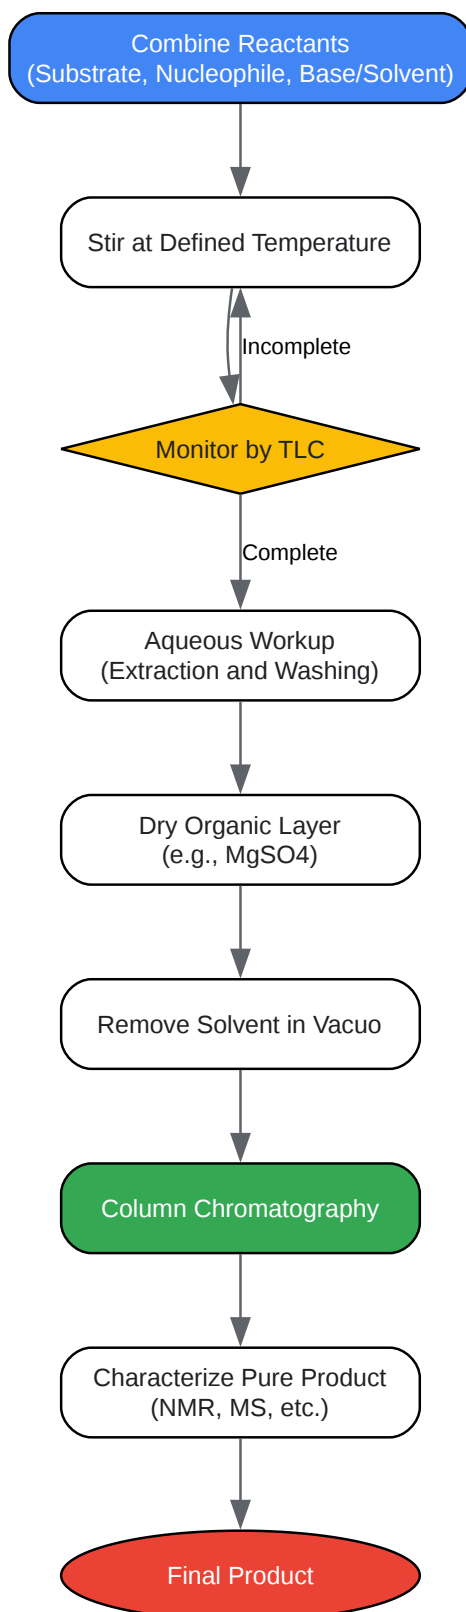 Combine Reactants
(Substrate, Nucleophile, Base/Solvent)
Stir at Defined Temperature
Incomplete
Monitor by TLC
Complete
Aqueous Workup
(Extraction and Washing)
Dry Organic Layer
(e.g., MgSO4)
Remove Solvent in Vacuo
Column Chromatography
Characterize Pure Product
(NMR, MS, etc.)
Final Product